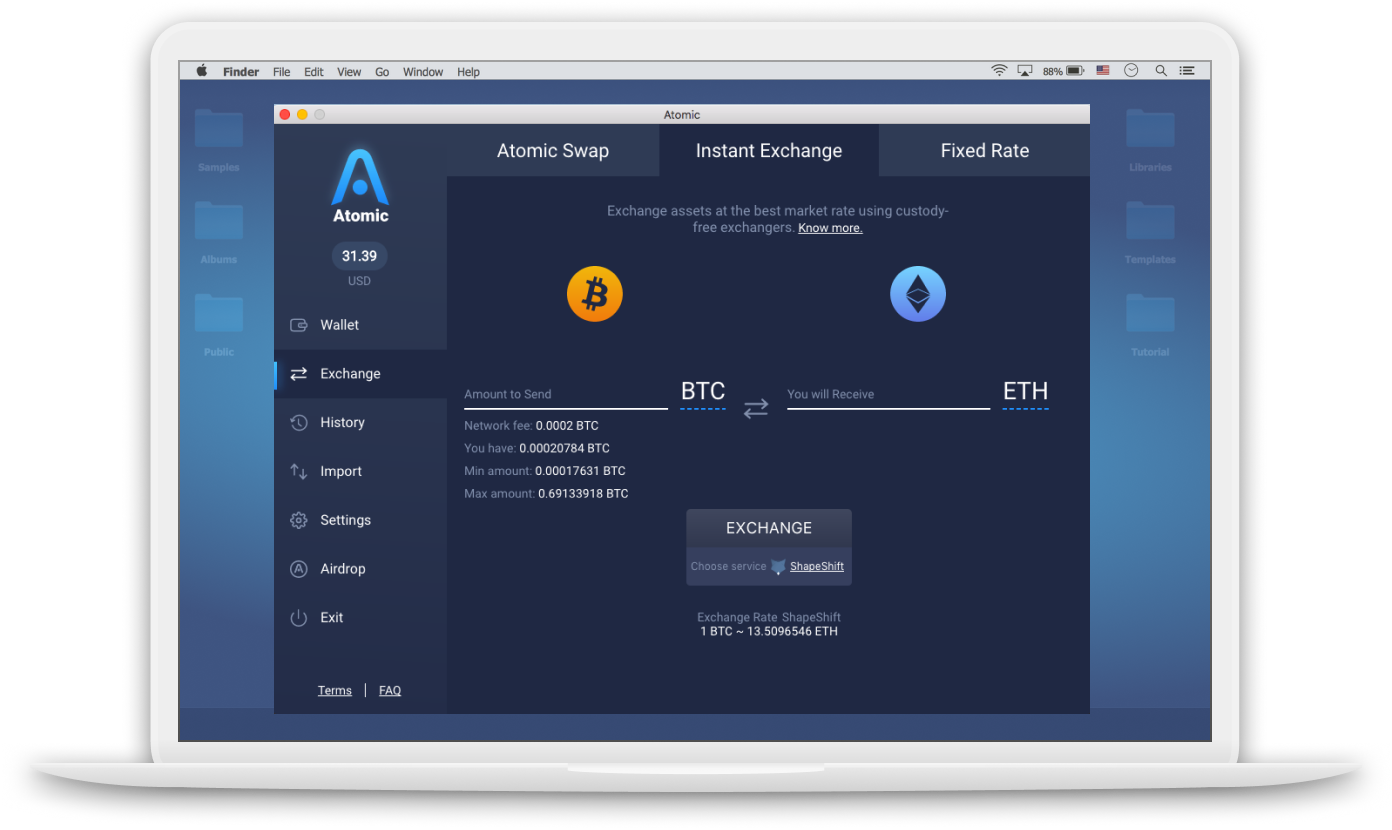 Finder File Edit View Go Window Help 88%
Atomic
Samples
Albums
Public
Libraries
Templates
Tutorial
Atomic
31.39
USD
Wallet
Exchange
History
Import
Settings
Airdrop
Exit
Terms | FAQ
Atomic Swap Instant Exchange Fixed Rate
Exchange assets at the best market rate using custody-
free exchangers. Know more.
Amount to Send BTC You will Receive ETH
Network fee: 0.0002 BTC
You have: 0.00020784 BTC
Min amount: 0.00017631 BTC
Max amount: 0.69133918 BTC
EXCHANGE
Choose service ShapeShift
Exchange Rate ShapeShift
1 BTC ~ 13.5096546 ETH